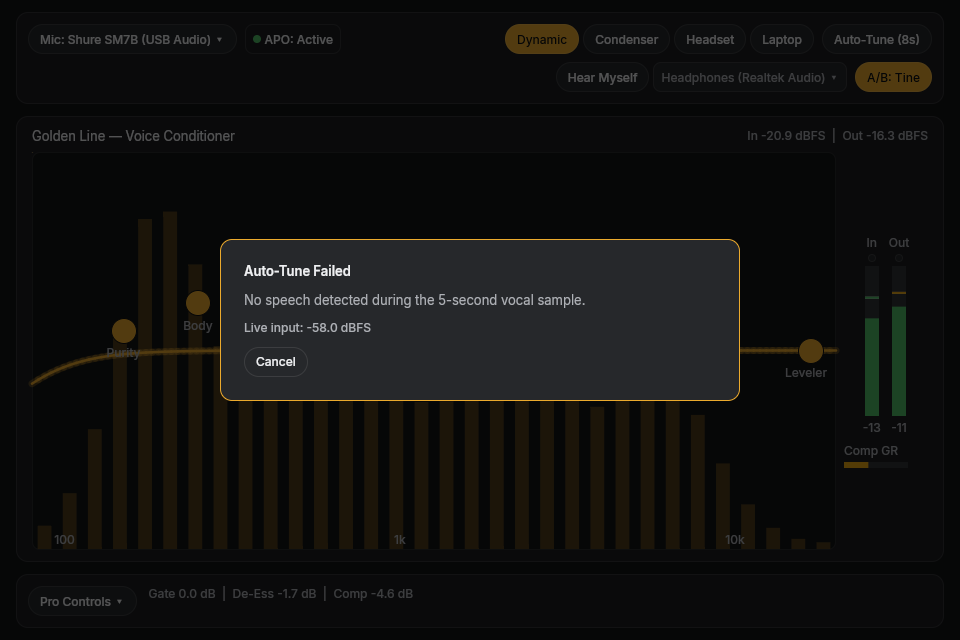 Mic: Shure SM7B (USB Audio) ▾
APO: Active
Dynamic
Condenser
Headset
Laptop
Auto-Tune (8s)
Hear Myself
Headphones (Realtek Audio) ▾
A/B: Tine
Golden Line — Voice Conditioner
In -20.9 dBFS | Out -16.3 dBFS
In Out
Auto-Tune Failed
No speech detected during the 5-second vocal sample.
Live input: -58.0 dBFS
Cancel
Body
Purity
Leveler
-13 -11
Comp GR
100 1k 10k
Pro Controls ▾
Gate 0.0 dB | De-Ess -1.7 dB | Comp -4.6 dB